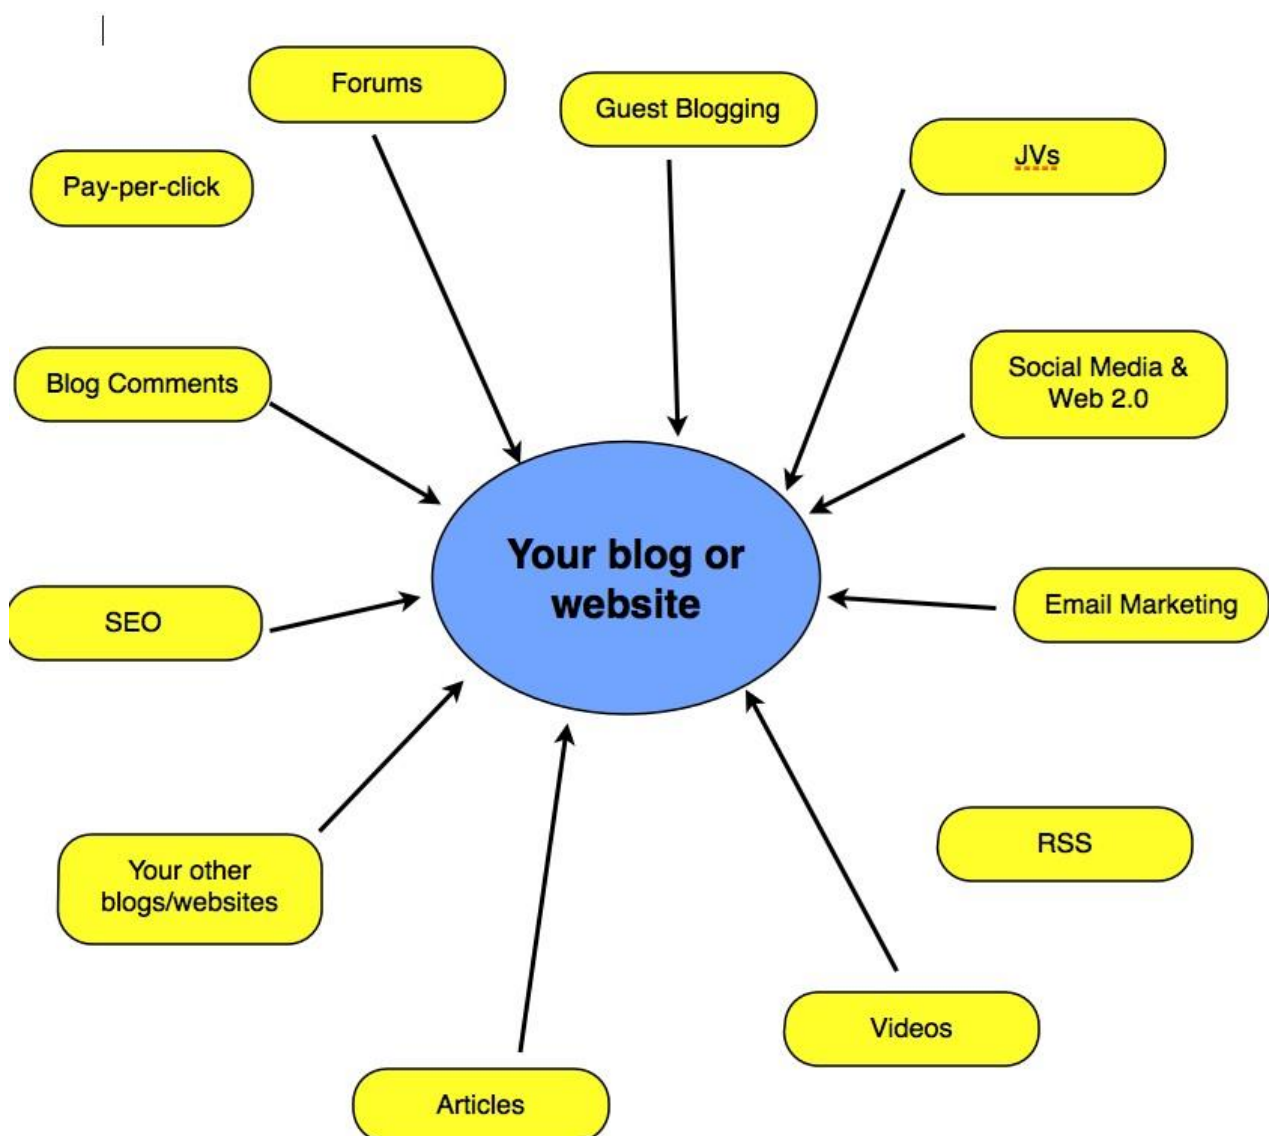 Forums
Guest Blogging
JVs
Pay-per-click
Social Media &
Web 2.0
Blog Comments
Your blog or
website
Email Marketing
SEO
RSS
Your other
blogs/websites
Videos
Articles